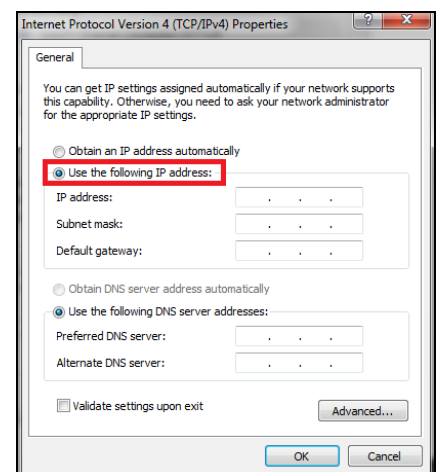 Internet Protocol Version 4 (TCP/IPv4) Properties
General
You can get IP settings assigned automatically if your network supports
this capability. Otherwise, you need to ask your network administrator
for the appropriate IP settings.
Obtain an IP address automatically
Use the following IP address:
IP address:
Subnet mask:
Default gateway:
Obtain DNS server address automatically
Use the following DNS server addresses:
Preferred DNS server:
Alternate DNS server:
Validate settings upon exit
Advanced...
OK Cancel